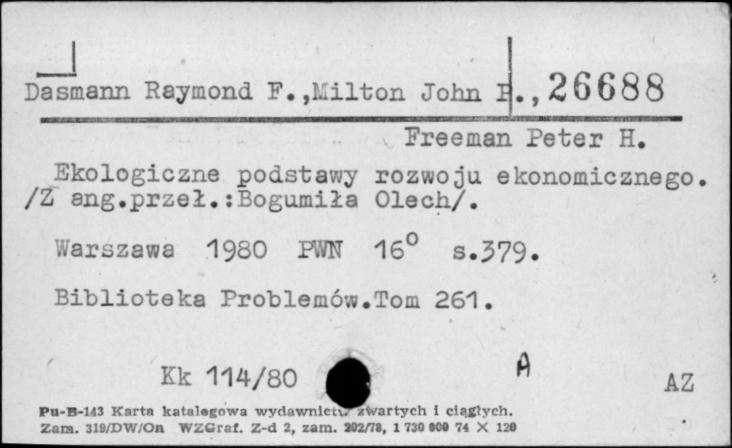 Dasmann Raymond F.,Milton John P.,26688
Freeman Peter H.
Ekologiczne podstawy rozwoju ekonomicznego.
/Z ang.przeł.:Bogumiła Olech/.
Warszawa 1980 PWN 16° s.379.
Biblioteka Problemów.Tom 261.
Kk 114/80
A
AZ
Pu-B-143 Karta katalogowa wydawnictw zwartych i ciągłych.
Zam. 319/DW/On WZGraf. Z-d 2, zam. 202/78, 1 730 000 74 X 120